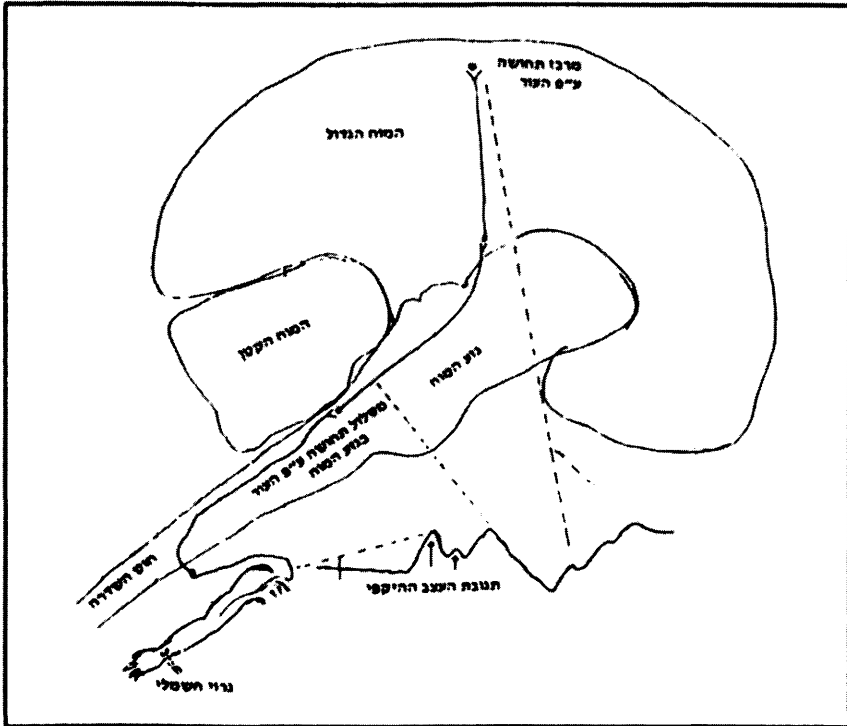 מרכז תחושה
ע״פ העור
המוח הגדול
המוח הקטן
גזע המוח
מסלול תחושה ע״פ העור
בגזע המוח
חוט השדרה
תגובת העצב ההיקפי
גרוי חשמלי